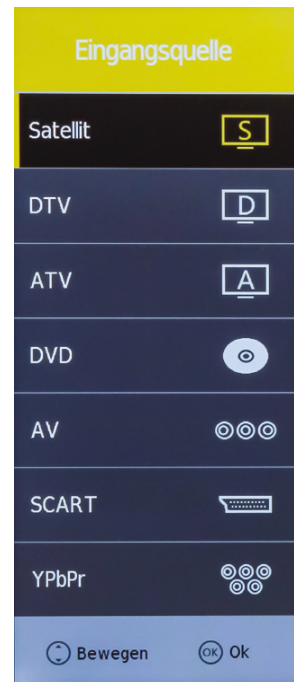 Eingangsquelle
Satellit S
DTV D
ATV A
DVD
AV
SCART
YPbPr
Bewegen OK Ok